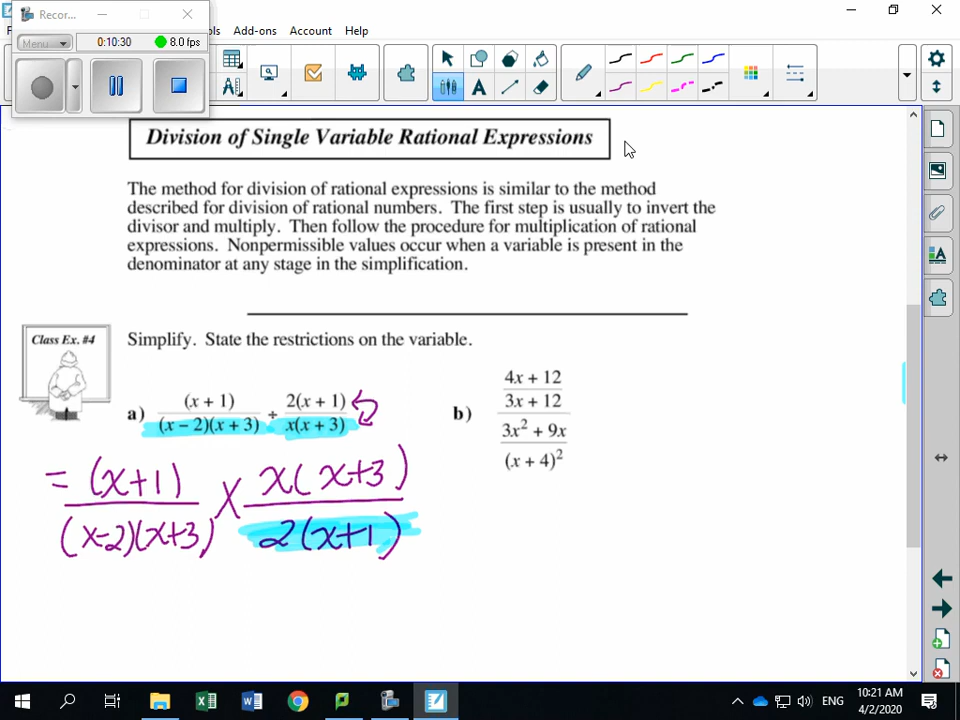 Recor...
ls Add-ons Account Help
Menu 0:10:30 8.0 fps
Division of Single Variable Rational Expressions
The method for division of rational expressions is similar to the method
described for division of rational numbers. The first step is usually to invert the
divisor and multiply. Then follow the procedure for multiplication of rational
expressions. Nonpermissible values occur when a variable is present in the
denominator at any stage in the simplification.
Class Ex. #4
Simplify. State the restrictions on the variable.
a) (x + 1) / (x – 2)(x + 3) ÷ 2(x + 1) / x(x + 3)
b) 4x + 12
3x + 12
3x² + 9x
(x + 4)²
= (x+1) × x(x+3)
(x-2)(x+3) 2(x+1)
ENG
10:21 AM
4/2/2020